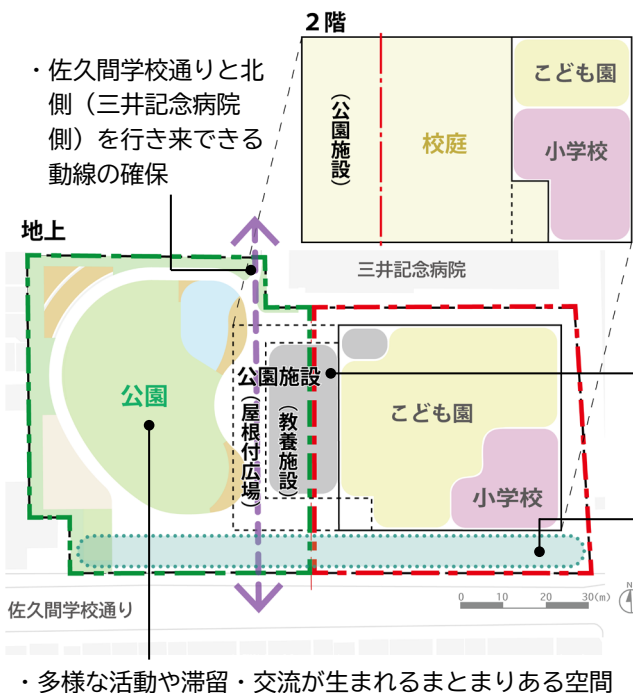 ２階
・佐久間学校通りと北
側（三井記念病院
側）を行き来できる
動線の確保
（公園施設）
校庭
こども園
小学校
地上
三井記念病院
公園
公園施設
（屋根付広場）
（教養施設）
こども園
小学校
佐久間学校通り
0 10 20 30(m)
N
・多様な活動や滞留・交流が生まれるまとまりある空間